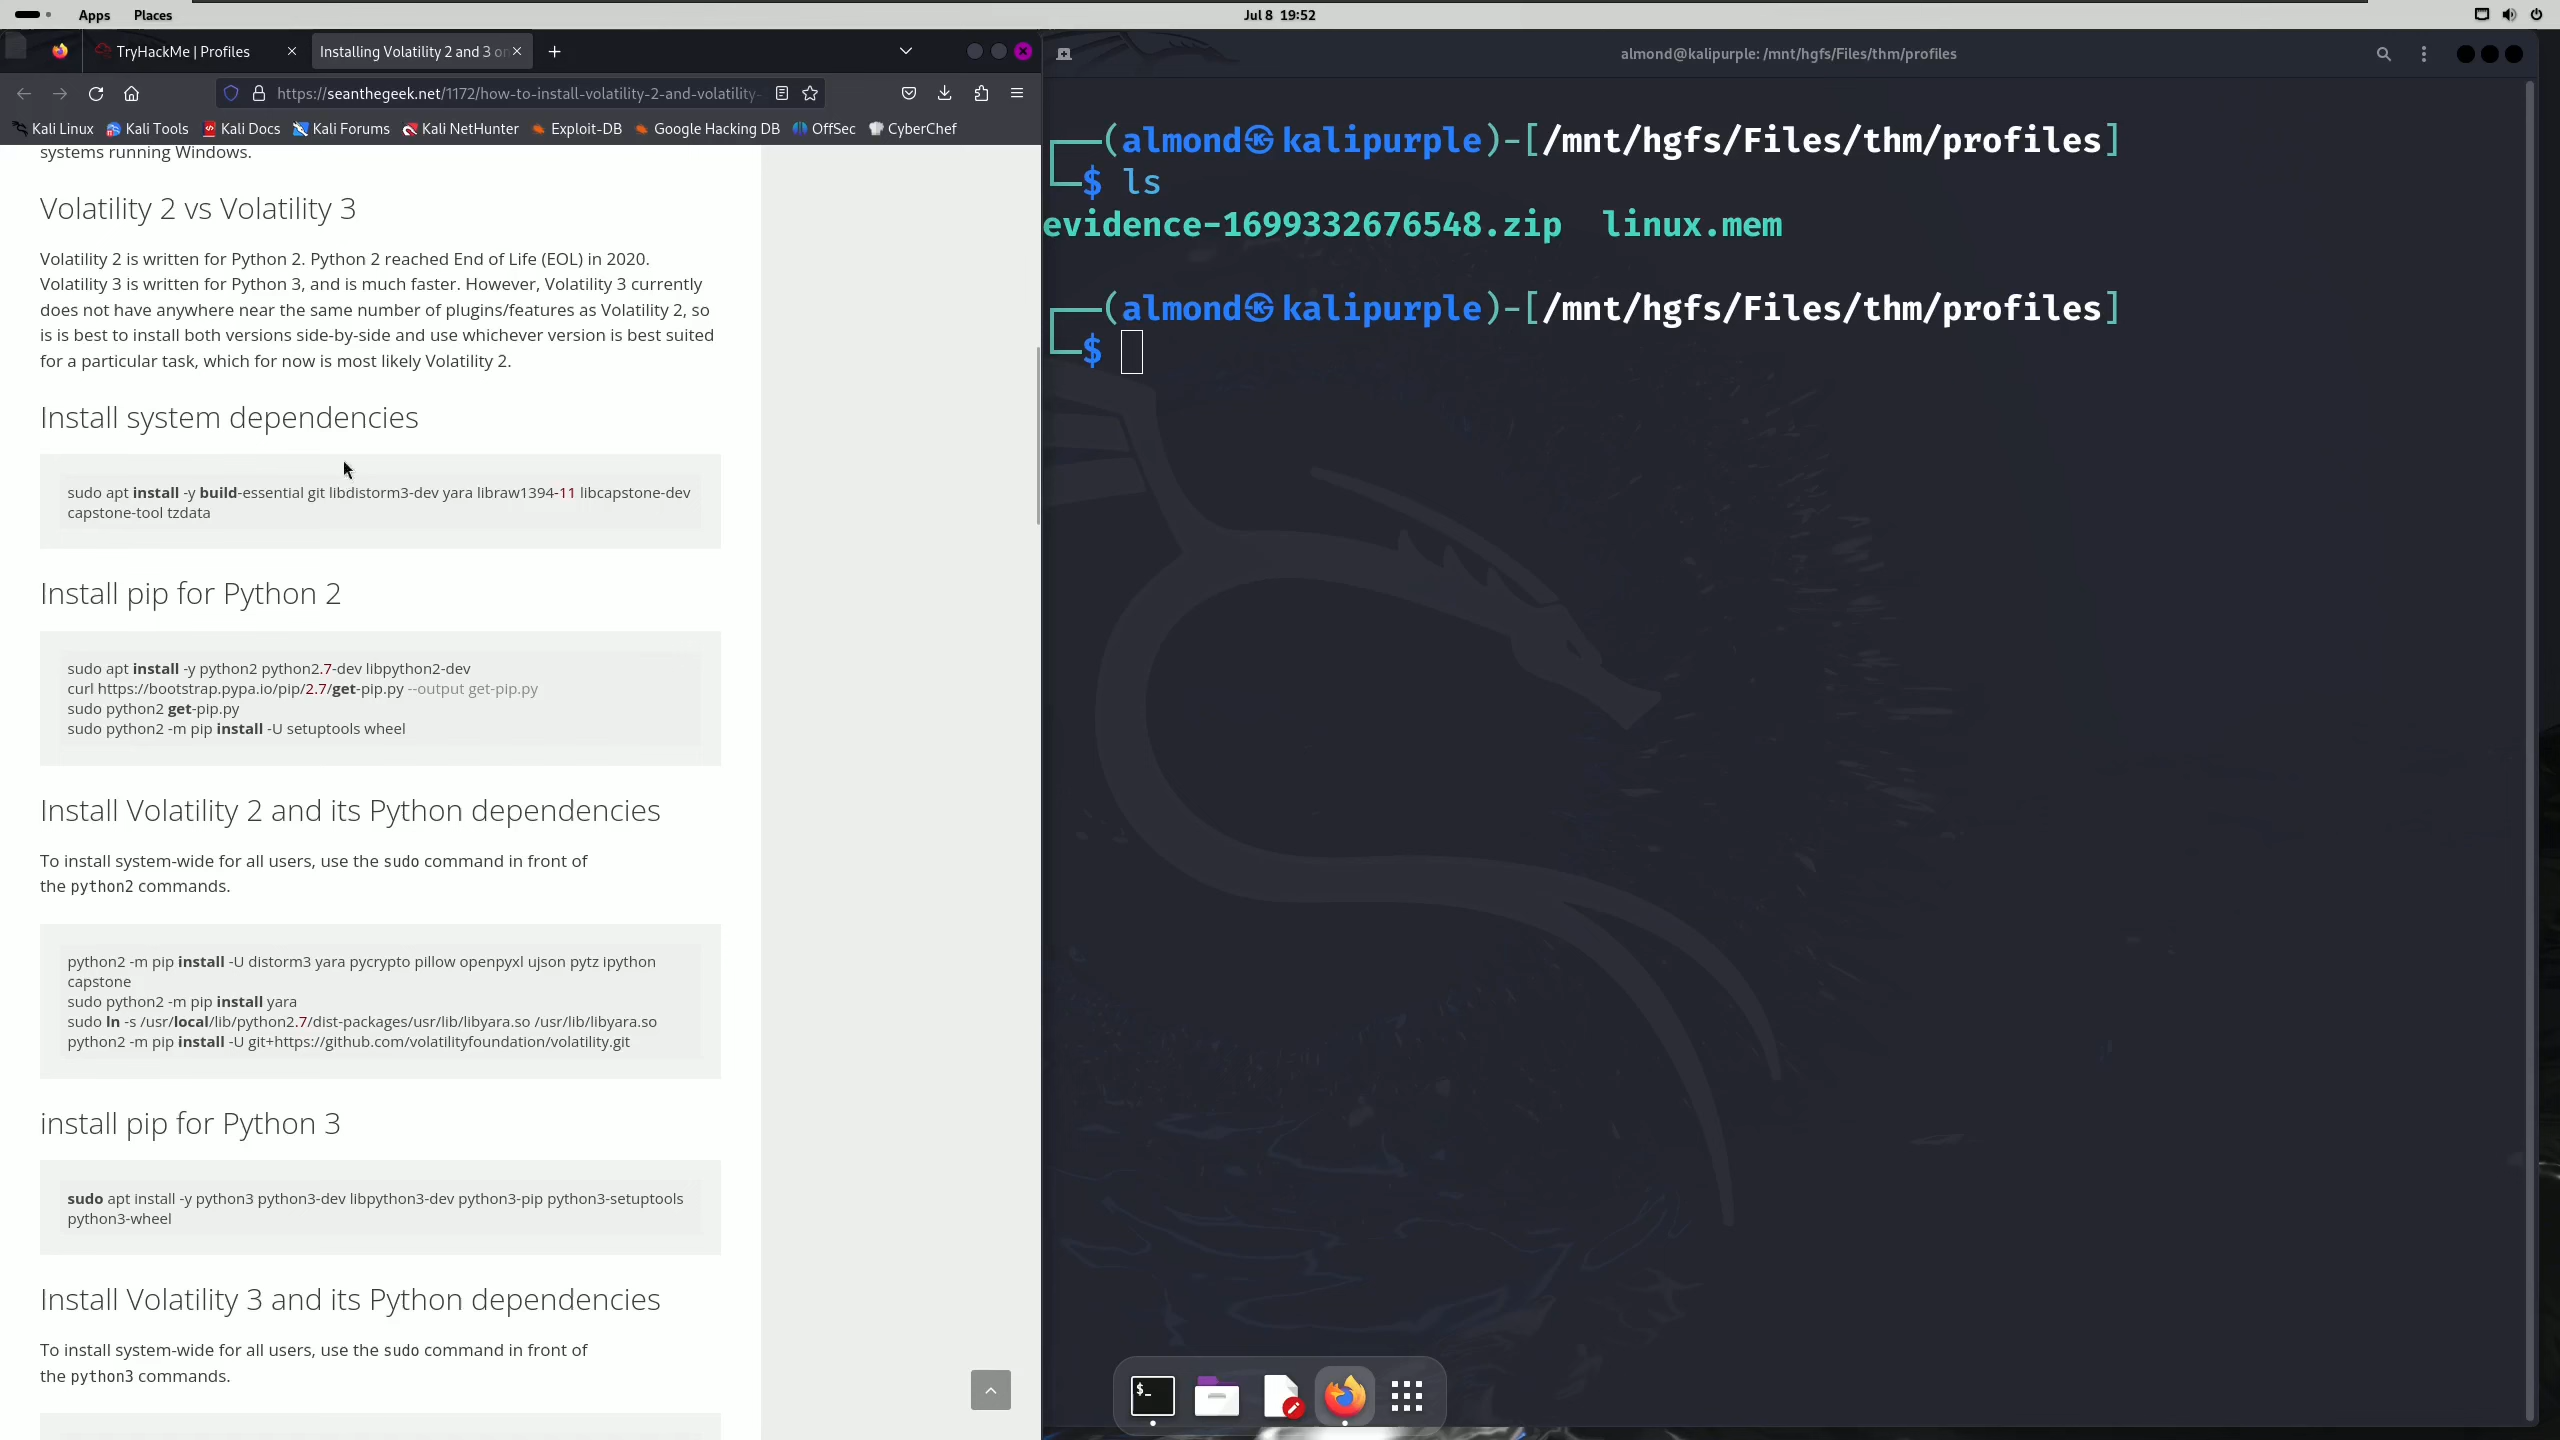 Apps Places
Jul 8 19:52
TryHackMe | Profiles
Installing Volatility 2 and 3 o
https://seanthegeek.net/1172/how-to-install-volatility-2-and-volatility-
Kali Linux Kali Tools Kali Docs Kali Forums Kali NetHunter Exploit-DB Google Hacking DB OffSec CyberChef
systems running Windows.
Volatility 2 vs Volatility 3
Volatility 2 is written for Python 2. Python 2 reached End of Life (EOL) in 2020.
Volatility 3 is written for Python 3, and is much faster. However, Volatility 3 currently
does not have anywhere near the same number of plugins/features as Volatility 2, so
is is best to install both versions side-by-side and use whichever version is best suited
for a particular task, which for now is most likely Volatility 2.
Install system dependencies
sudo apt install -y build-essential git libdistorm3-dev yara libraw1394-11 libcapstone-dev
capstone-tool tzdata
Install pip for Python 2
sudo apt install -y python2 python2.7-dev libpython2-dev
curl https://bootstrap.pypa.io/pip/2.7/get-pip.py --output get-pip.py
sudo python2 get-pip.py
sudo python2 -m pip install -U setuptools wheel
Install Volatility 2 and its Python dependencies
To install system-wide for all users, use the sudo command in front of
the python2 commands.
python2 -m pip install -U distorm3 yara pycrypto pillow openpyxl ujson pytz ipython
capstone
sudo python2 -m pip install yara
sudo ln -s /usr/local/lib/python2.7/dist-packages/usr/lib/libyara.so /usr/lib/libyara.so
python2 -m pip install -U git+https://github.com/volatilityfoundation/volatility.git
install pip for Python 3
sudo apt install -y python3 python3-dev libpython3-dev python3-pip python3-setuptools
python3-wheel
Install Volatility 3 and its Python dependencies
To install system-wide for all users, use the sudo command in front of
the python3 commands.
almond@kalipurple: /mnt/hgfs/Files/thm/profiles
┌──(almond㉿kalipurple)-[/mnt/hgfs/Files/thm/profiles]
└─$ ls
evidence-1699332676548.zip linux.mem
┌──(almond㉿kalipurple)-[/mnt/hgfs/Files/thm/profiles]
└─$